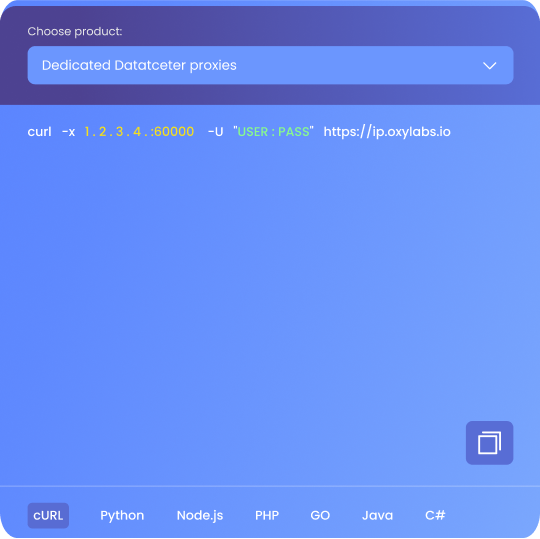 Choose product:
Dedicated Datatceter proxies
curl -x 1 . 2 . 3 . 4 . :60000 -U "USER : PASS" https://ip.oxylabs.io
cURL Python Node.js PHP GO Java C#